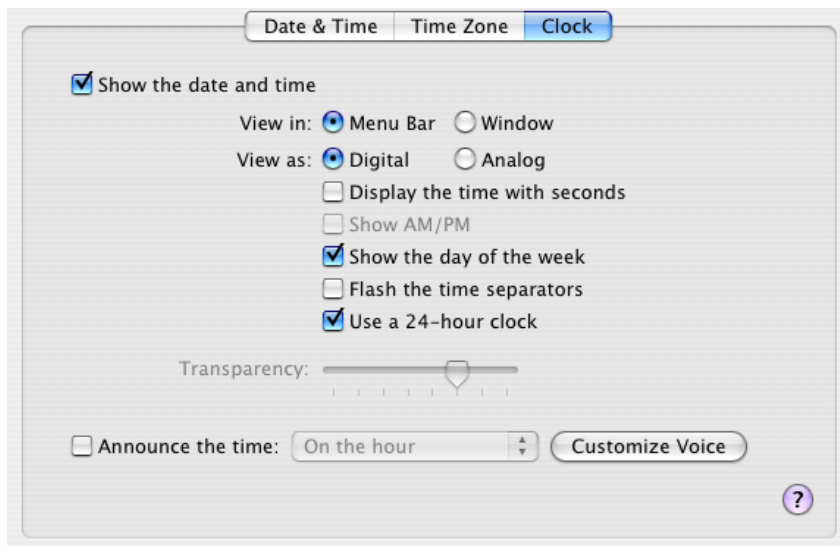 Date & Time Time Zone Clock
Show the date and time
View in: Menu Bar Window
View as: Digital Analog
Display the time with seconds
Show AM/PM
Show the day of the week
Flash the time separators
Use a 24-hour clock
Transparency:
Announce the time: On the hour Customize Voice
?